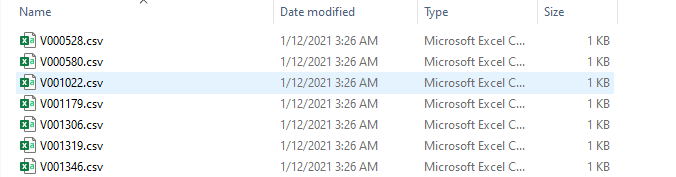 Name Date modified Type Size
V000528.csv 1/12/2021 3:26 AM Microsoft Excel C... 1 KB
V000580.csv 1/12/2021 3:26 AM Microsoft Excel C... 1 KB
V001022.csv 1/12/2021 3:26 AM Microsoft Excel C... 1 KB
V001179.csv 1/12/2021 3:26 AM Microsoft Excel C... 1 KB
V001306.csv 1/12/2021 3:26 AM Microsoft Excel C... 1 KB
V001319.csv 1/12/2021 3:26 AM Microsoft Excel C... 1 KB
V001346.csv 1/12/2021 3:26 AM Microsoft Excel C... 1 KB